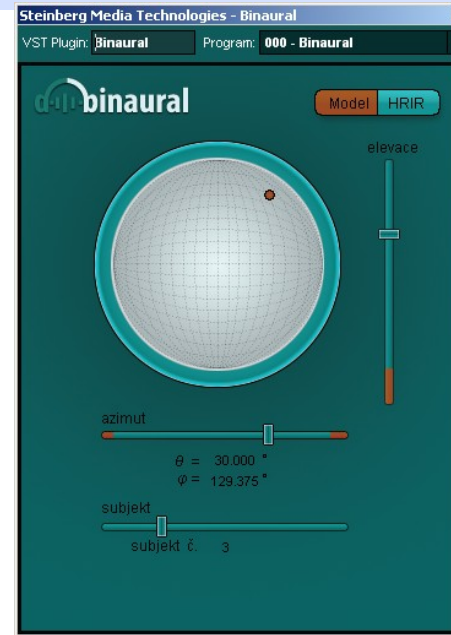 Steinberg Media Technologies - Binaural
VST Plugin: Binaural Program: 000 - Binaural
binaural
Model HRIR
elevace
azimut
θ = 30.000 °
φ = 129.375 °
subjekt
subjekt č. 3